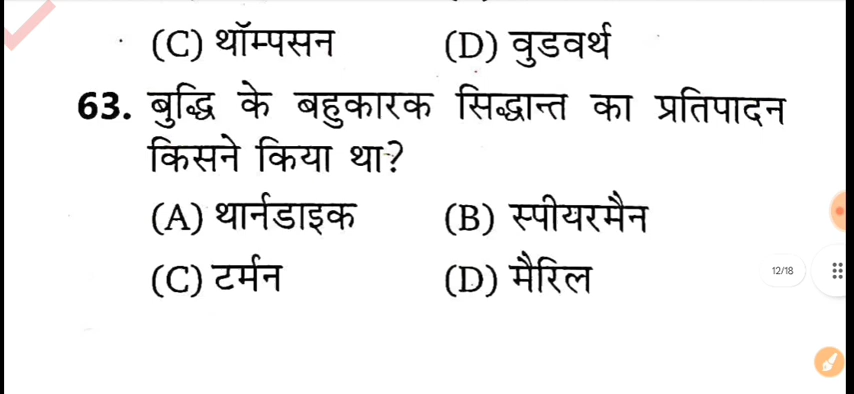 (C) थॉम्पसन (D) वुडवर्थ
63. बुद्धि के बहुकारक सिद्धान्त का प्रतिपादन
किसने किया था?
(A) थार्नडाइक (B) स्पीयरमैन
(C) टर्मन (D) मैरिल
12/18